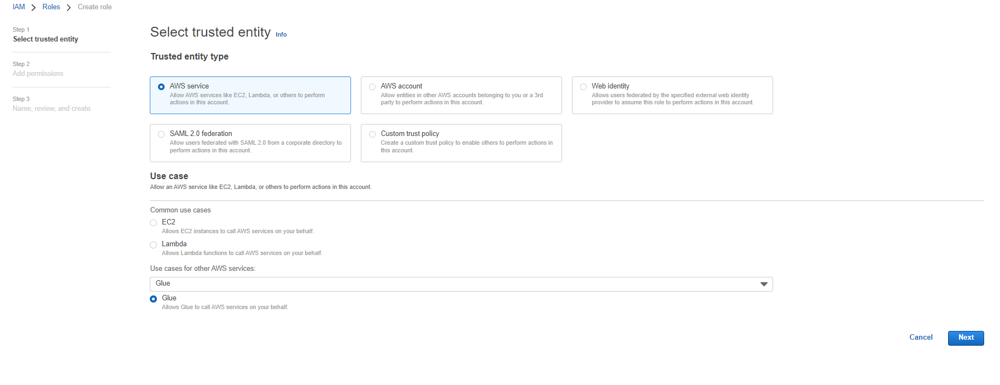 IAM > Roles > Create role
Step 1
Select trusted entity
Step 2
Add permissions
Step 3
Name, review, and create
Select trusted entity Info
Trusted entity type
AWS service
Allow AWS services like EC2, Lambda, or others to perform
actions in this account.
AWS account
Allow entities in other AWS accounts belonging to you or a 3rd
party to perform actions in this account.
Web identity
Allows users federated by the specified external web identity
provider to assume this role to perform actions in this account.
SAML 2.0 federation
Allow users federated with SAML 2.0 from a corporate directory to
perform actions in this account.
Custom trust policy
Create a custom trust policy to enable others to perform actions in
this account.
Use case
Allow an AWS service like EC2, Lambda, or others to perform actions in this account.
Common use cases
EC2
Allows EC2 instances to call AWS services on your behalf.
Lambda
Allows Lambda functions to call AWS services on your behalf.
Use cases for other AWS services:
Glue
Glue
Allows Glue to call AWS services on your behalf.
Cancel Next